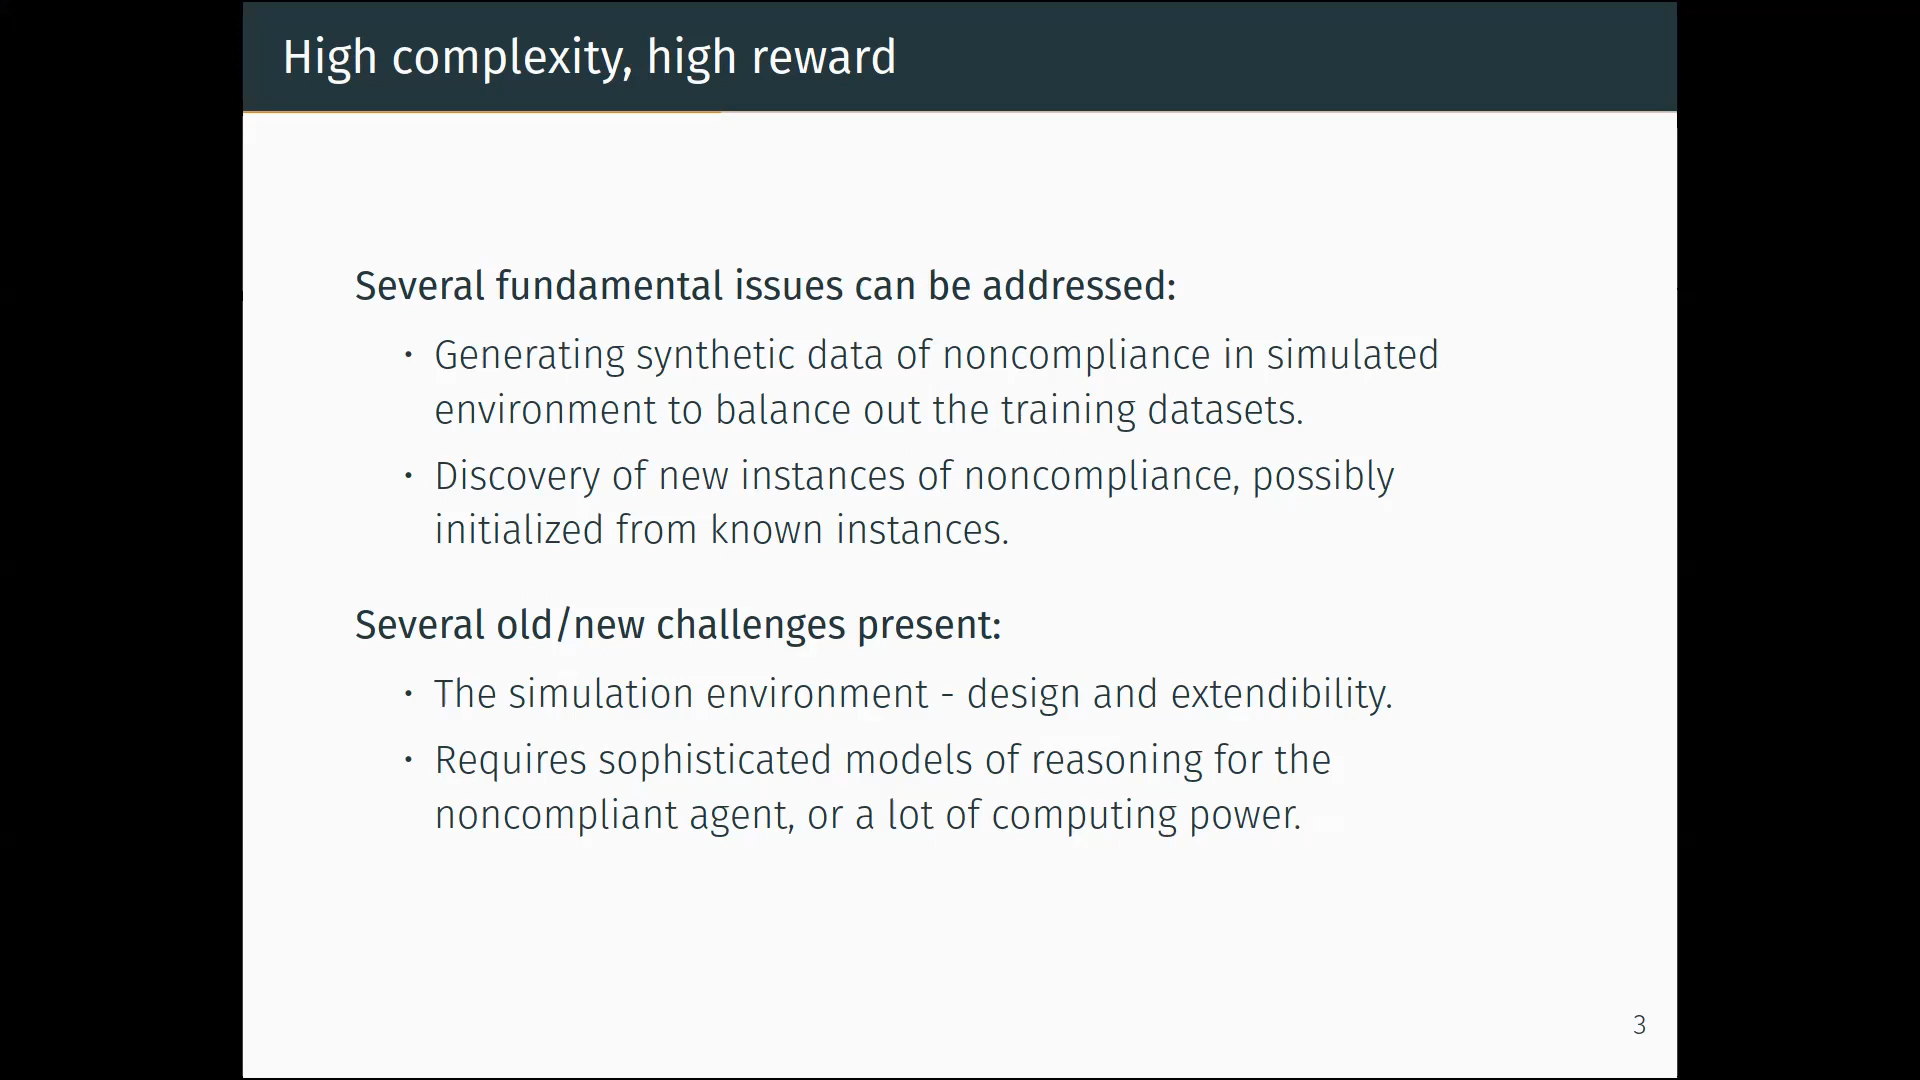 High complexity, high reward
Several fundamental issues can be addressed:
• Generating synthetic data of noncompliance in simulated
environment to balance out the training datasets.
• Discovery of new instances of noncompliance, possibly
initialized from known instances.
Several old/new challenges present:
• The simulation environment - design and extendibility.
• Requires sophisticated models of reasoning for the
noncompliant agent, or a lot of computing power.
3